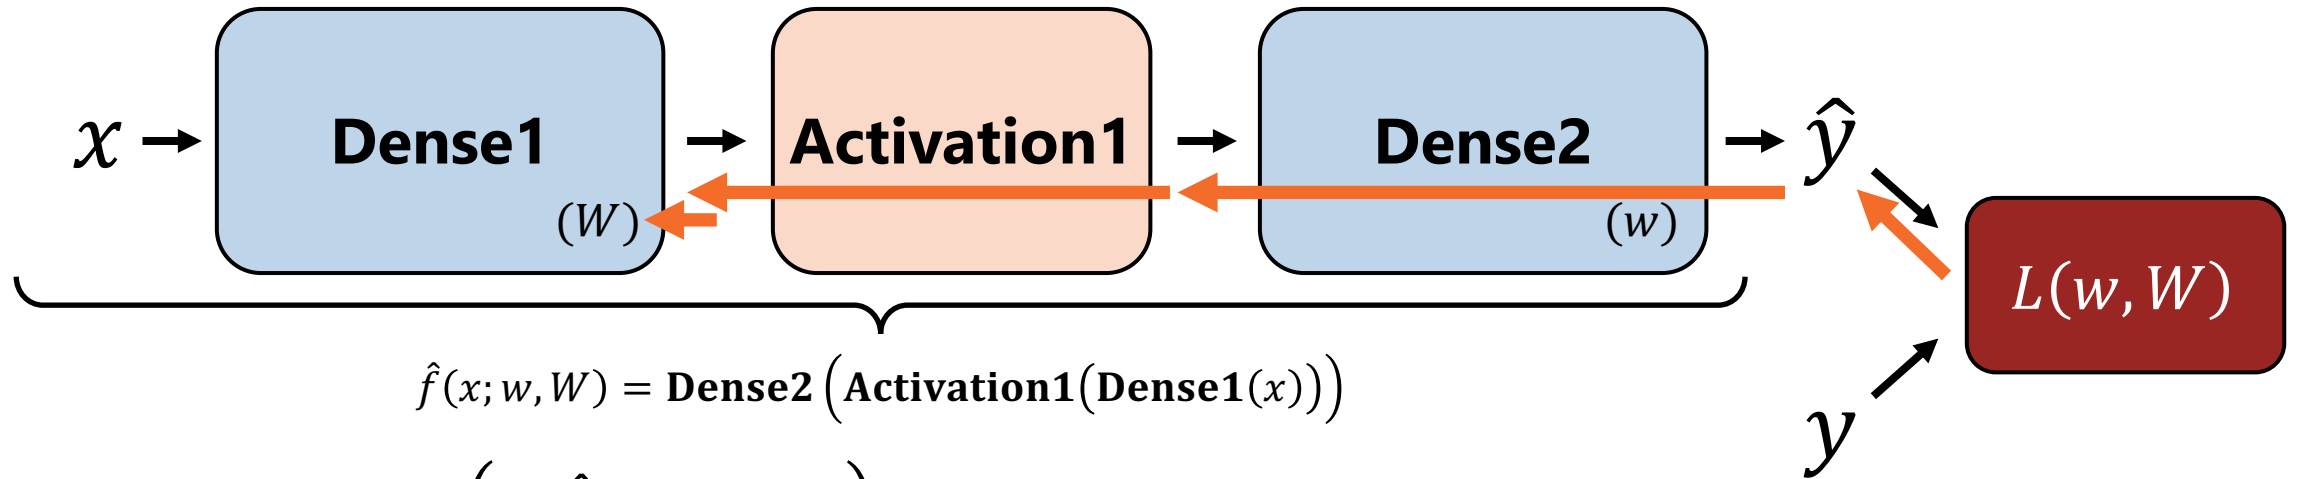 x Dense1 Activation1 Dense2 ŷ
(W) (w)
L(w, W)
f̂(x; w, W) = Dense2(Activation1(Dense1(x)))
y